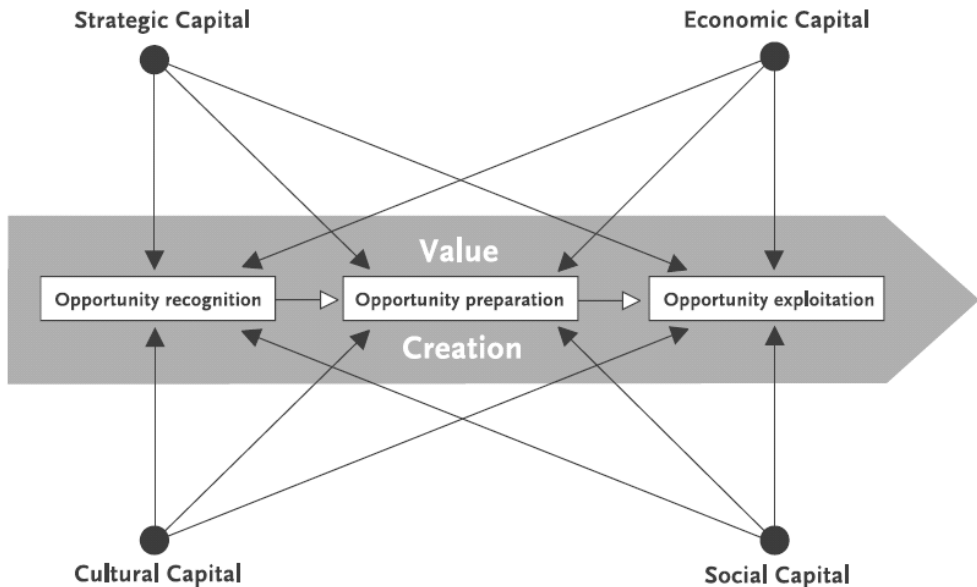 Strategic Capital
Economic Capital
Value
Opportunity recognition
Opportunity preparation
Opportunity exploitation
Creation
Cultural Capital
Social Capital